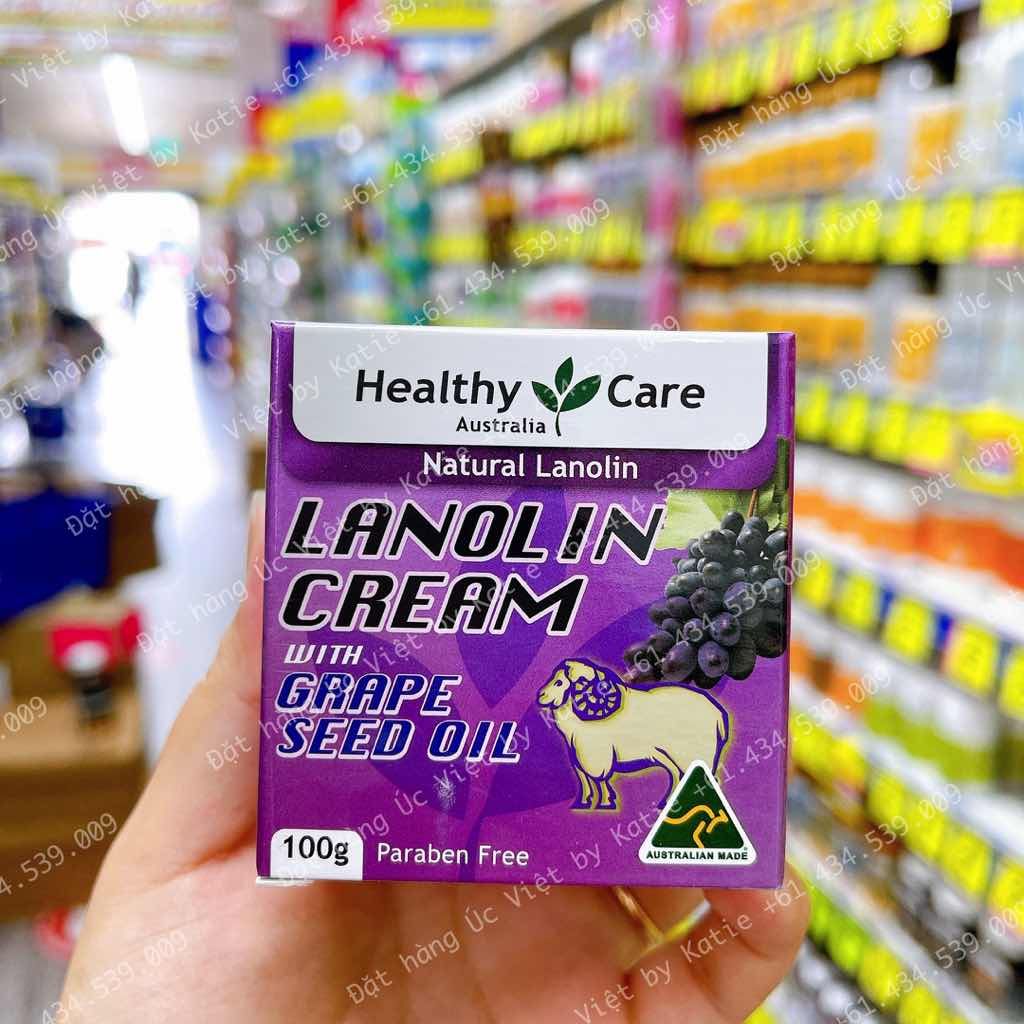 Healthy Care
Australia
Natural Lanolin
LANOLIN
CREAM
WITH
GRAPE
SEED OIL
100g
Paraben Free
AUSTRALIAN MADE
Đặt hàng Úc Việt by Katie +61.434.539.009